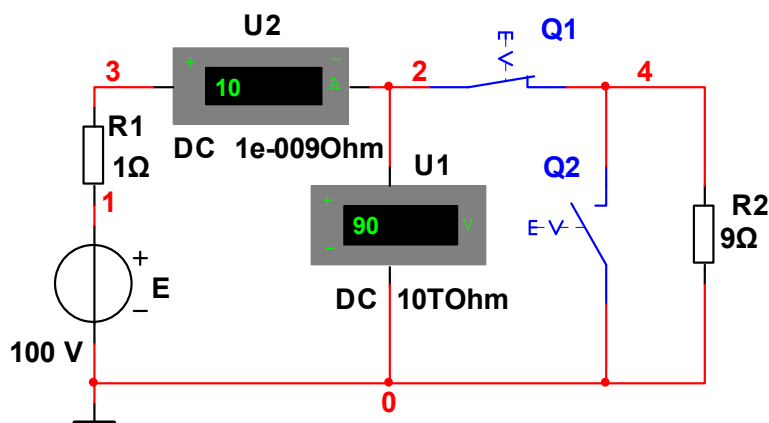 U2
E
Q1
3
+
-
10
A
2
V
4
R1
DC 1e-009Ohm
1Ω
U1
Q2
1
+
R2
90
V
E V
9Ω
-
+
E
DC 10TOhm
-
100 V
0